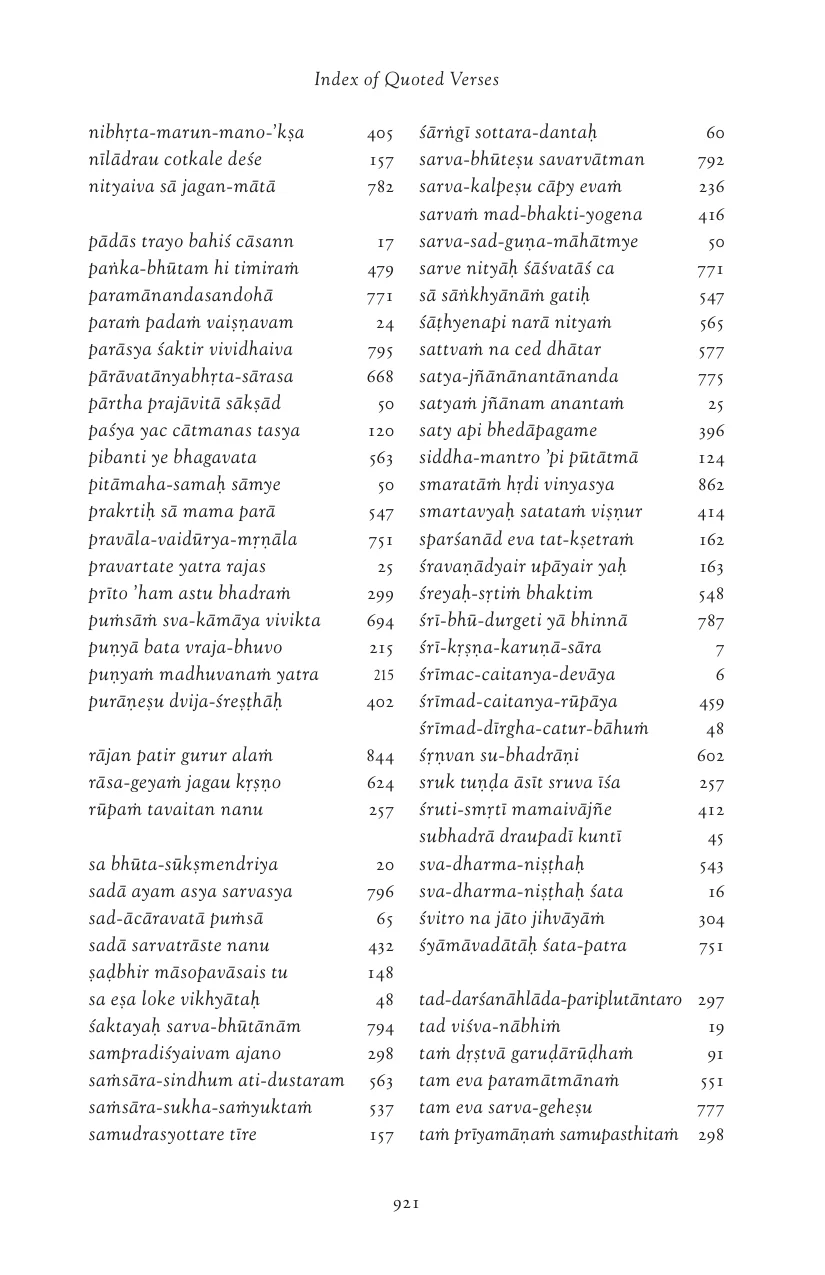 Index of Quoted Verses
nibhṛta-marun-mano-’kṣa 405
nīlādrau cotkale deśe 157
nityaiva sā jagan-mātā 782
pādās trayo bahiś cāsann 17
paṅka-bhūtam hi timiraṁ 479
paramānandasandohā 771
paraṁ padaṁ vaiṣṇavam 24
parāsya śaktir vividhaiva 795
pārāvatānyabhṛta-sārasa 668
pārtha prajāvitā sākṣād 50
paśya yac cātmanas tasya 120
pibanti ye bhagavata 563
pitāmaha-samaḥ sāmye 50
prakrtiḥ sā mama parā 547
pravāla-vaidūrya-mṛṇāla 751
pravartate yatra rajas 25
prīto ’ham astu bhadraṁ 299
puṁsāṁ sva-kāmāya vivikta 694
puṇyā bata vraja-bhuvo 215
puṇyaṁ madhuvanaṁ yatra 215
purāṇeṣu dvija-śreṣṭhāḥ 402
rājan patir gurur alaṁ 844
rāsa-geyaṁ jagau kṛṣṇo 624
rūpaṁ tavaitan nanu 257
sa bhūta-sūkṣmendriya 20
sadā ayam asya sarvasya 796
sad-ācāravatā puṁsā 65
sadā sarvatrāste nanu 432
ṣaḍbhir māsopavāsais tu 148
sa eṣa loke vikhyātaḥ 48
śaktayaḥ sarva-bhūtānām 794
sampradiśyaivam ajano 298
saṁsāra-sindhum ati-dustaram 563
saṁsāra-sukha-saṁyuktaṁ 537
samudrasyottare tīre 157
śārṅgī sottara-dantaḥ 60
sarva-bhūteṣu savarvātman 792
sarva-kalpeṣu cāpy evaṁ 236
sarvaṁ mad-bhakti-yogena 416
sarva-sad-guṇa-māhātmye 50
sarve nityāḥ śāśvatāś ca 771
sā sāṅkhyānāṁ gatiḥ 547
śāṭhyenapi narā nityaṁ 565
sattvaṁ na ced dhātar 577
satya-jñānānantānanda 775
satyaṁ jñānam anantaṁ 25
saty api bhedāpagame 396
siddha-mantro ’pi pūtātmā 124
smaratāṁ hṛdi vinyasya 862
smartavyaḥ satataṁ viṣṇur 414
sparśanād eva tat-kṣetraṁ 162
śravaṇādyair upāyair yaḥ 163
śreyaḥ-sṛtiṁ bhaktim 548
śrī-bhū-durgeti yā bhinnā 787
śrī-kṛṣṇa-karuṇā-sāra 7
śrīmac-caitanya-devāya 6
śrīmad-caitanya-rūpāya 459
śrīmad-dīrgha-catur-bāhuṁ 48
śṛṇvan su-bhadrāṇi 602
sruk tuṇḍa āsīt sruva īśa 257
śruti-smṛtī mamaivājñe 412
subhadrā draupadī kuntī 45
sva-dharma-niṣṭhaḥ 543
sva-dharma-niṣṭhaḥ śata 16
śvitro na jāto jihvāyāṁ 304
śyāmāvadātāḥ śata-patra 751
tad-darśanāhlāda-pariplutāntaro 297
tad viśva-nābhiṁ 19
taṁ dṛṣtvā garuḍārūḍhaṁ 91
tam eva paramātmānaṁ 551
tam eva sarva-geheṣu 777
taṁ prīyamāṇaṁ samupasthitaṁ 298
921